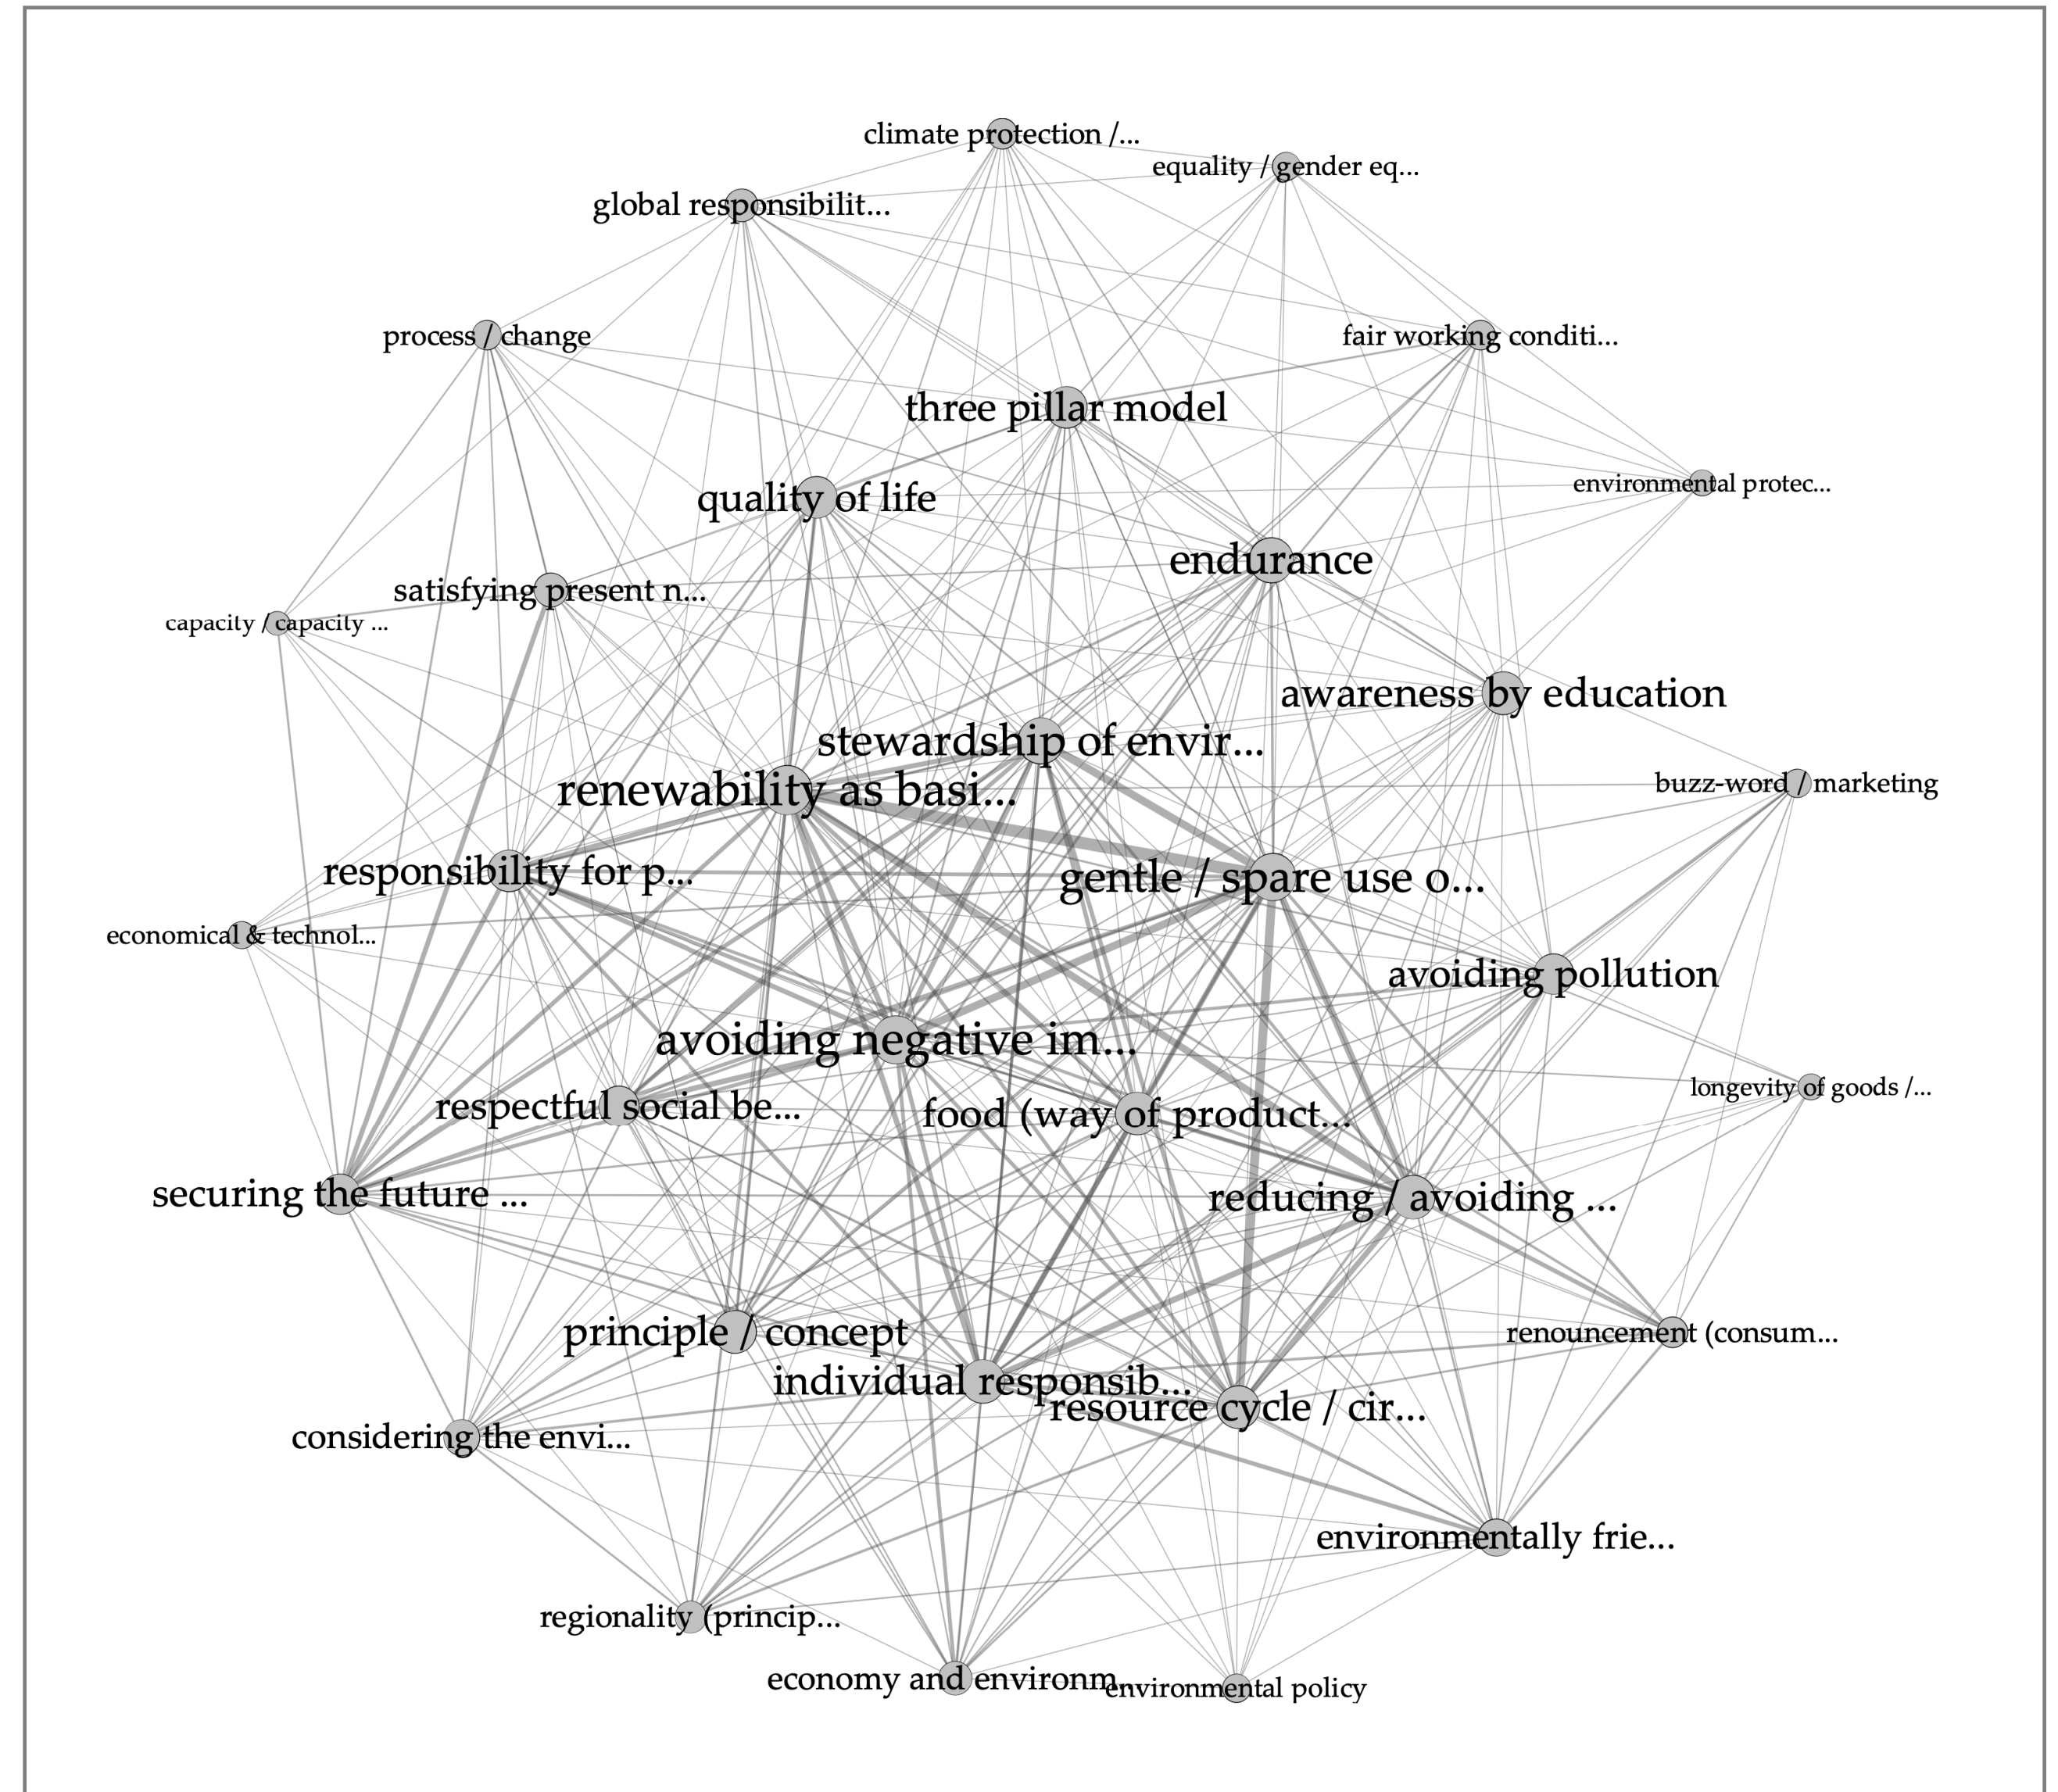 climate protection /...
equality / gender eq...
global responsibilit...
process / change
fair working conditi...
three pillar model
environmental protec...
quality of life
endurance
satisfying present n...
capacity / capacity ...
awareness by education
stewardship of envir...
buzz-word / marketing
renewability as basi...
responsibility for p...
gentle / spare use o...
economical & technol...
avoiding pollution
avoiding negative im...
longevity of goods /...
respectful social be...
food (way of product...
securing the future ...
reducing / avoiding ...
principle / concept
renouncement (consum...
individual responsib...
resource cycle / cir...
considering the envi...
environmentally frie...
regionality (princip...
economy and environm...
environmental policy